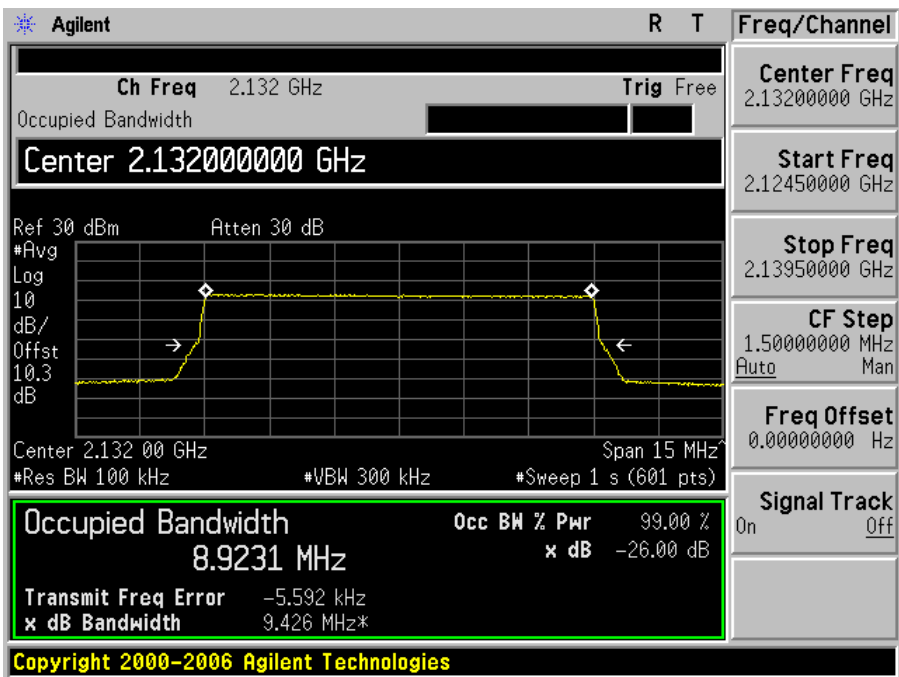 Agilent R T
Ch Freq 2.132 GHz Trig Free
Occupied Bandwidth
Center 2.132000000 GHz
Ref 30 dBm Atten 30 dB
#Avg
Log
10
dB/
Offst
10.3
dB
Center 2.132 00 GHz Span 15 MHz^
#Res BW 100 kHz #VBW 300 kHz #Sweep 1 s (601 pts)
Occupied Bandwidth
8.9231 MHz
Occ BW % Pwr 99.00 %
x dB -26.00 dB
Transmit Freq Error -5.592 kHz
x dB Bandwidth 9.426 MHz*
Copyright 2000-2006 Agilent Technologies
Freq/Channel
Center Freq
2.13200000 GHz
Start Freq
2.12450000 GHz
Stop Freq
2.13950000 GHz
CF Step
1.50000000 MHz
Auto Man
Freq Offset
0.00000000 Hz
Signal Track
On Off